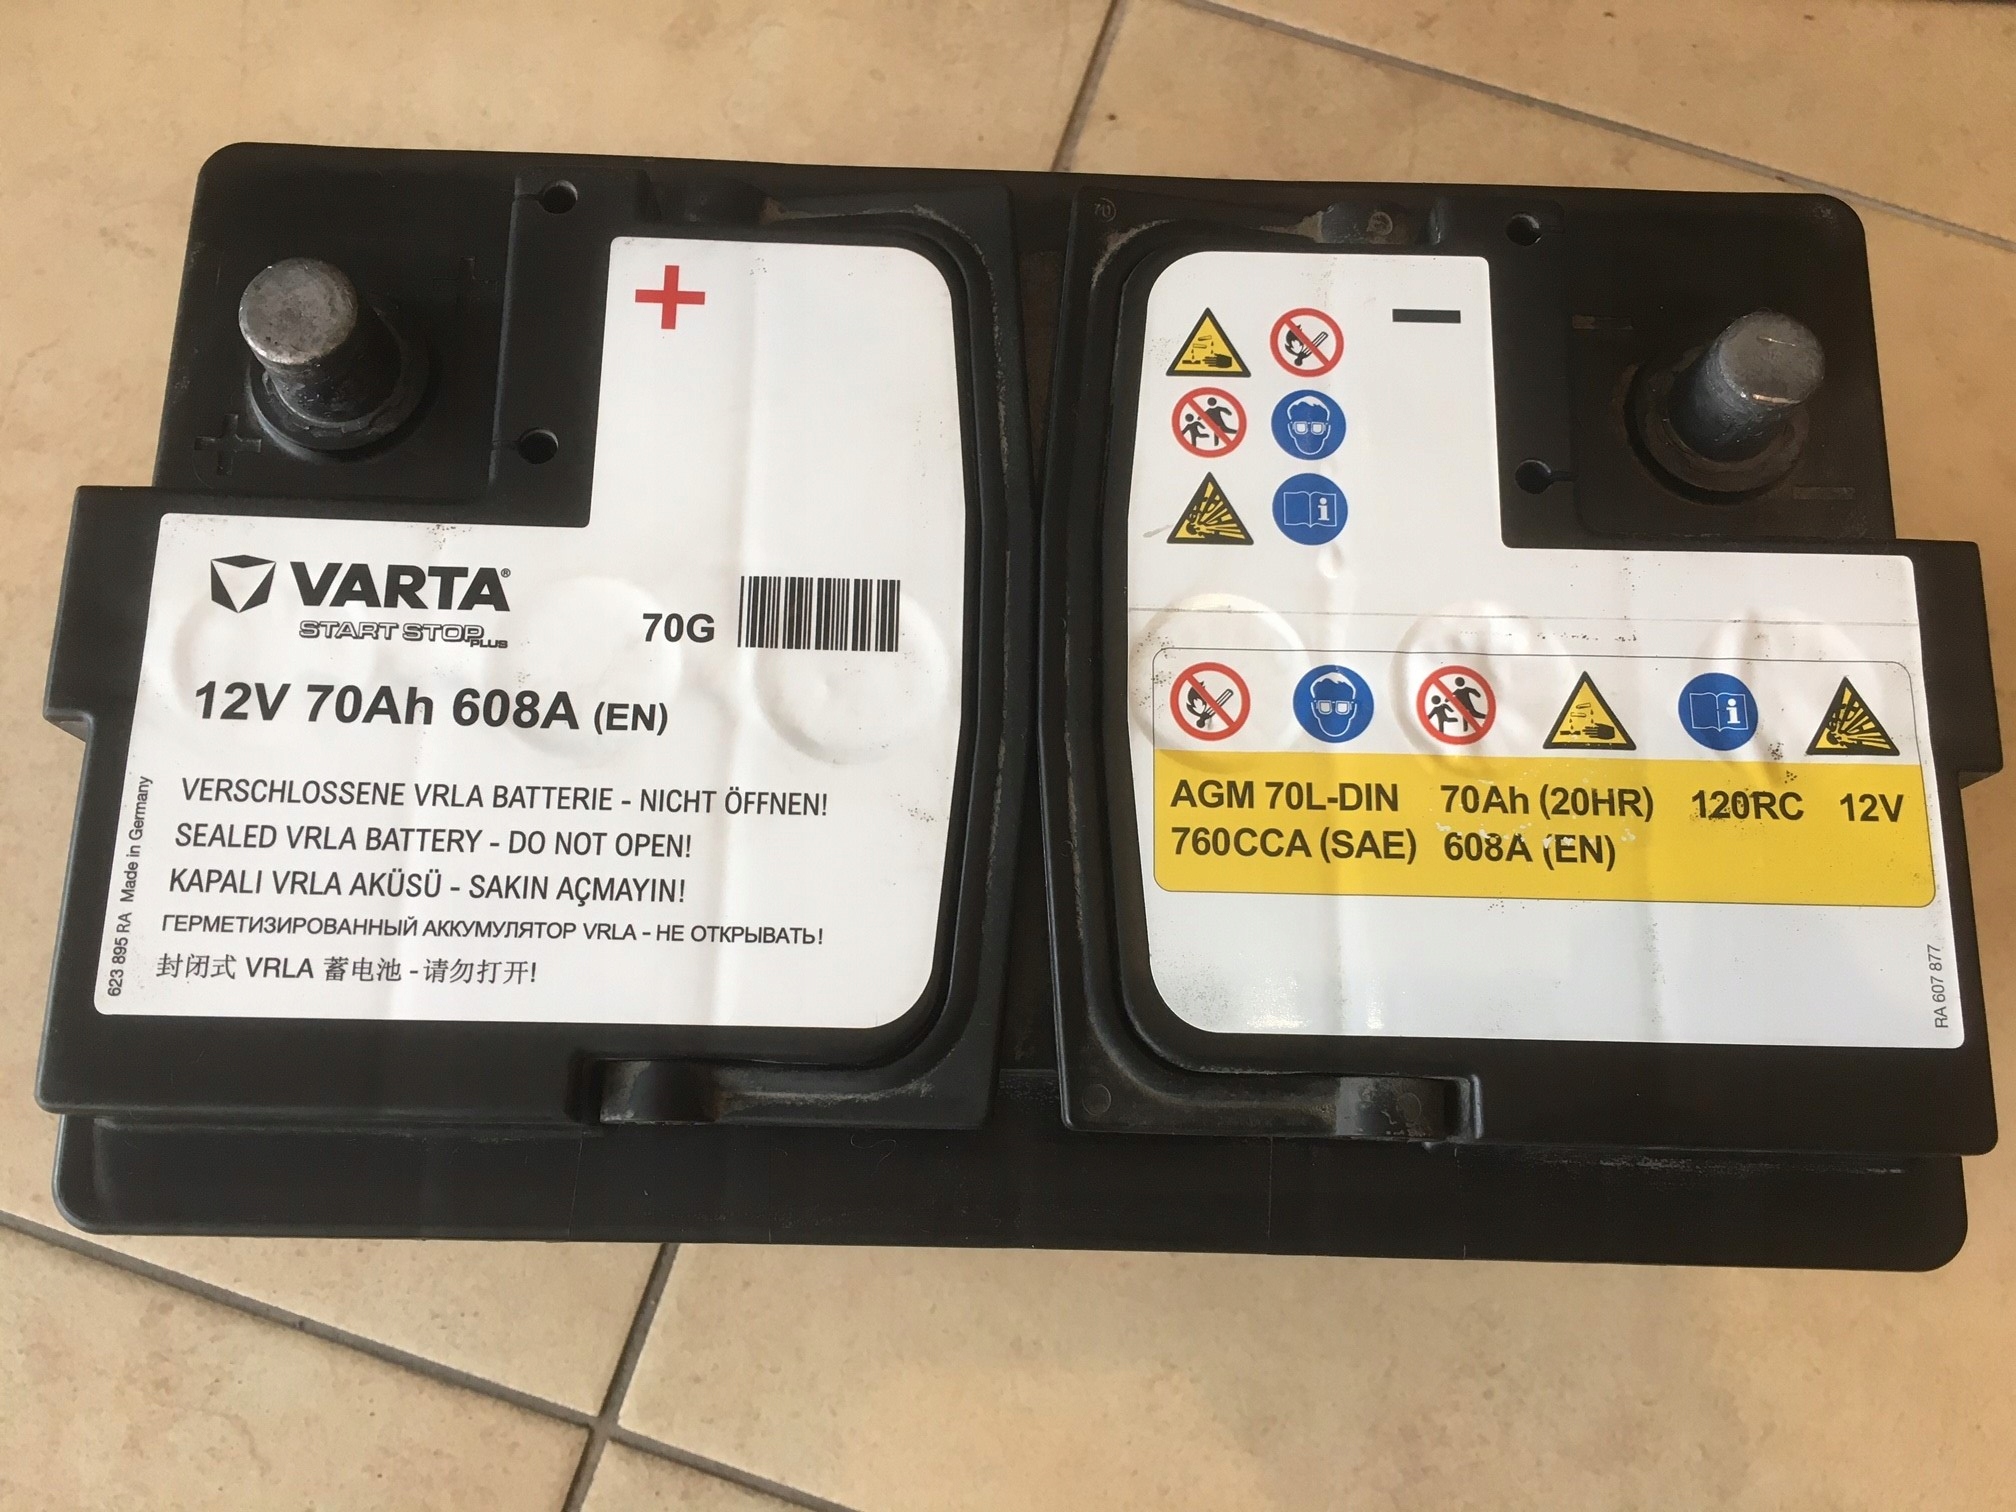 +
VARTA®
START STOP PLUS
70G
12V 70Ah 608A (EN)
VERSCHLOSSENE VRLA BATTERIE - NICHT ÖFFNEN!
SEALED VRLA BATTERY - DO NOT OPEN!
KAPALI VRLA AKÜSÜ - SAKIN AÇMAYIN!
ГЕРМЕТИЗИРОВАННЫЙ АККУМУЛЯТОР VRLA - НЕ ОТКРЫВАТЬ!
封闭式 VRLA 蓄电池 - 请勿打开!
623 895 RA Made in Germany
70
−
AGM 70L-DIN 70Ah (20HR) 120RC 12V
760CCA (SAE) 608A (EN)
RA 607 877